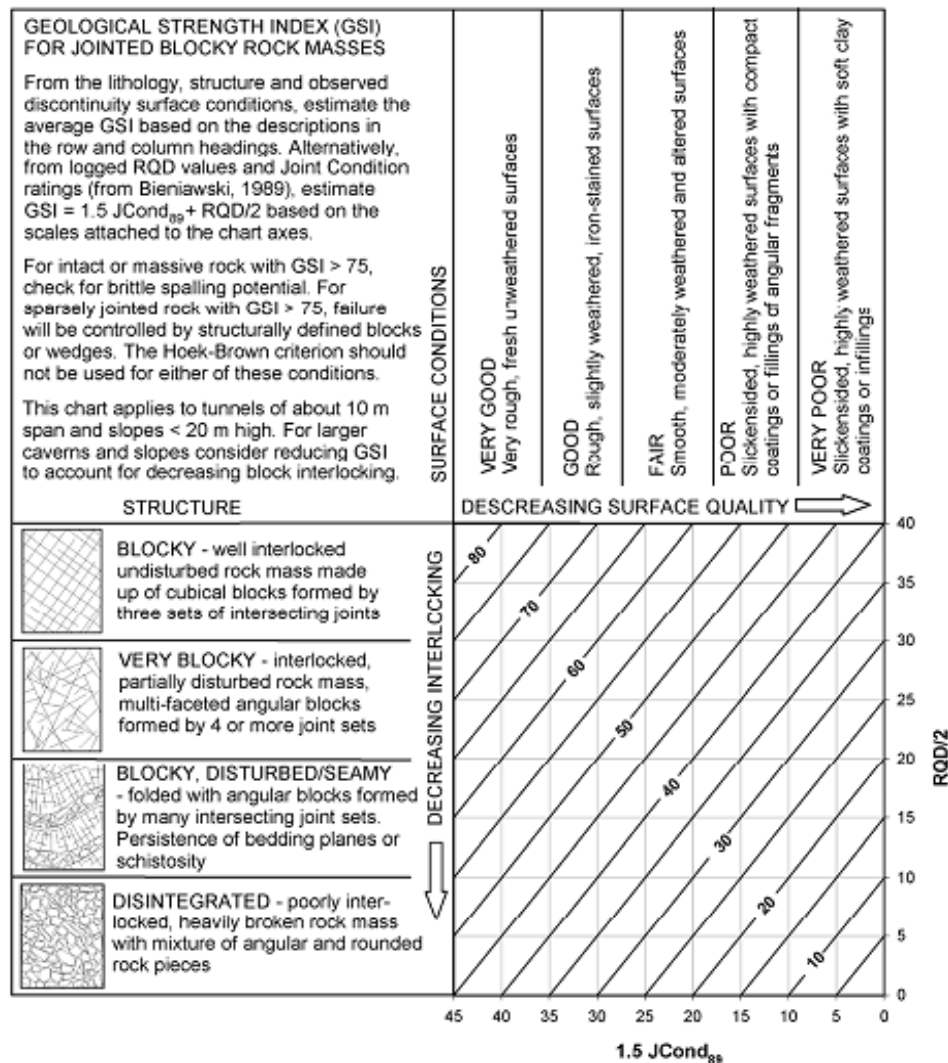 GEOLOGICAL STRENGTH INDEX (GSI)
FOR JOINTED BLOCKY ROCK MASSES
From the lithology, structure and observed
discontinuity surface conditions, estimate the
average GSI based on the descriptions in
the row and column headings. Alternatively,
from logged RQD values and Joint Condition
ratings (from Bieniawski, 1989), estimate
GSI = 1.5 JCond₈₉ + RQD/2 based on the
scales attached to the chart axes.
For intact or massive rock with GSI > 75,
check for brittle spalling potential. For
sparsely jointed rock with GSI > 75, failure
will be controlled by structurally defined blocks
or wedges. The Hoek-Brown criterion should
not be used for either of these conditions.
This chart applies to tunnels of about 10 m
span and slopes < 20 m high. For larger
caverns and slopes consider reducing GSI
to account for decreasing block interlocking.
SURFACE CONDITIONS
VERY GOOD
Very rough, fresh unweathered surfaces
GOOD
Rough, slightly weathered, iron-stained surfaces
FAIR
Smooth, moderately weathered and altered surfaces
POOR
Slickensided, highly weathered surfaces with compact
coatings or fillings of angular fragments
VERY POOR
Slickensided, highly weathered surfaces with soft clay
coatings or infillings
STRUCTURE
DESCREASING SURFACE QUALITY
BLOCKY - well interlocked
undisturbed rock mass made
up of cubical blocks formed by
three sets of intersecting joints
VERY BLOCKY - interlocked,
partially disturbed rock mass,
multi-faceted angular blocks
formed by 4 or more joint sets
BLOCKY, DISTURBED/SEAMY
- folded with angular blocks formed
by many intersecting joint sets.
Persistence of bedding planes or
schistosity
DISINTEGRATED - poorly inter-
locked, heavily broken rock mass
with mixture of angular and rounded
rock pieces
DECREASING INTERLCCKING
80
70
60
50
40
30
20
10
40
35
30
25
20
15
10
5
0
RQD/2
45 40 35 30 25 20 15 10 5 0
1.5 JCond₈₉